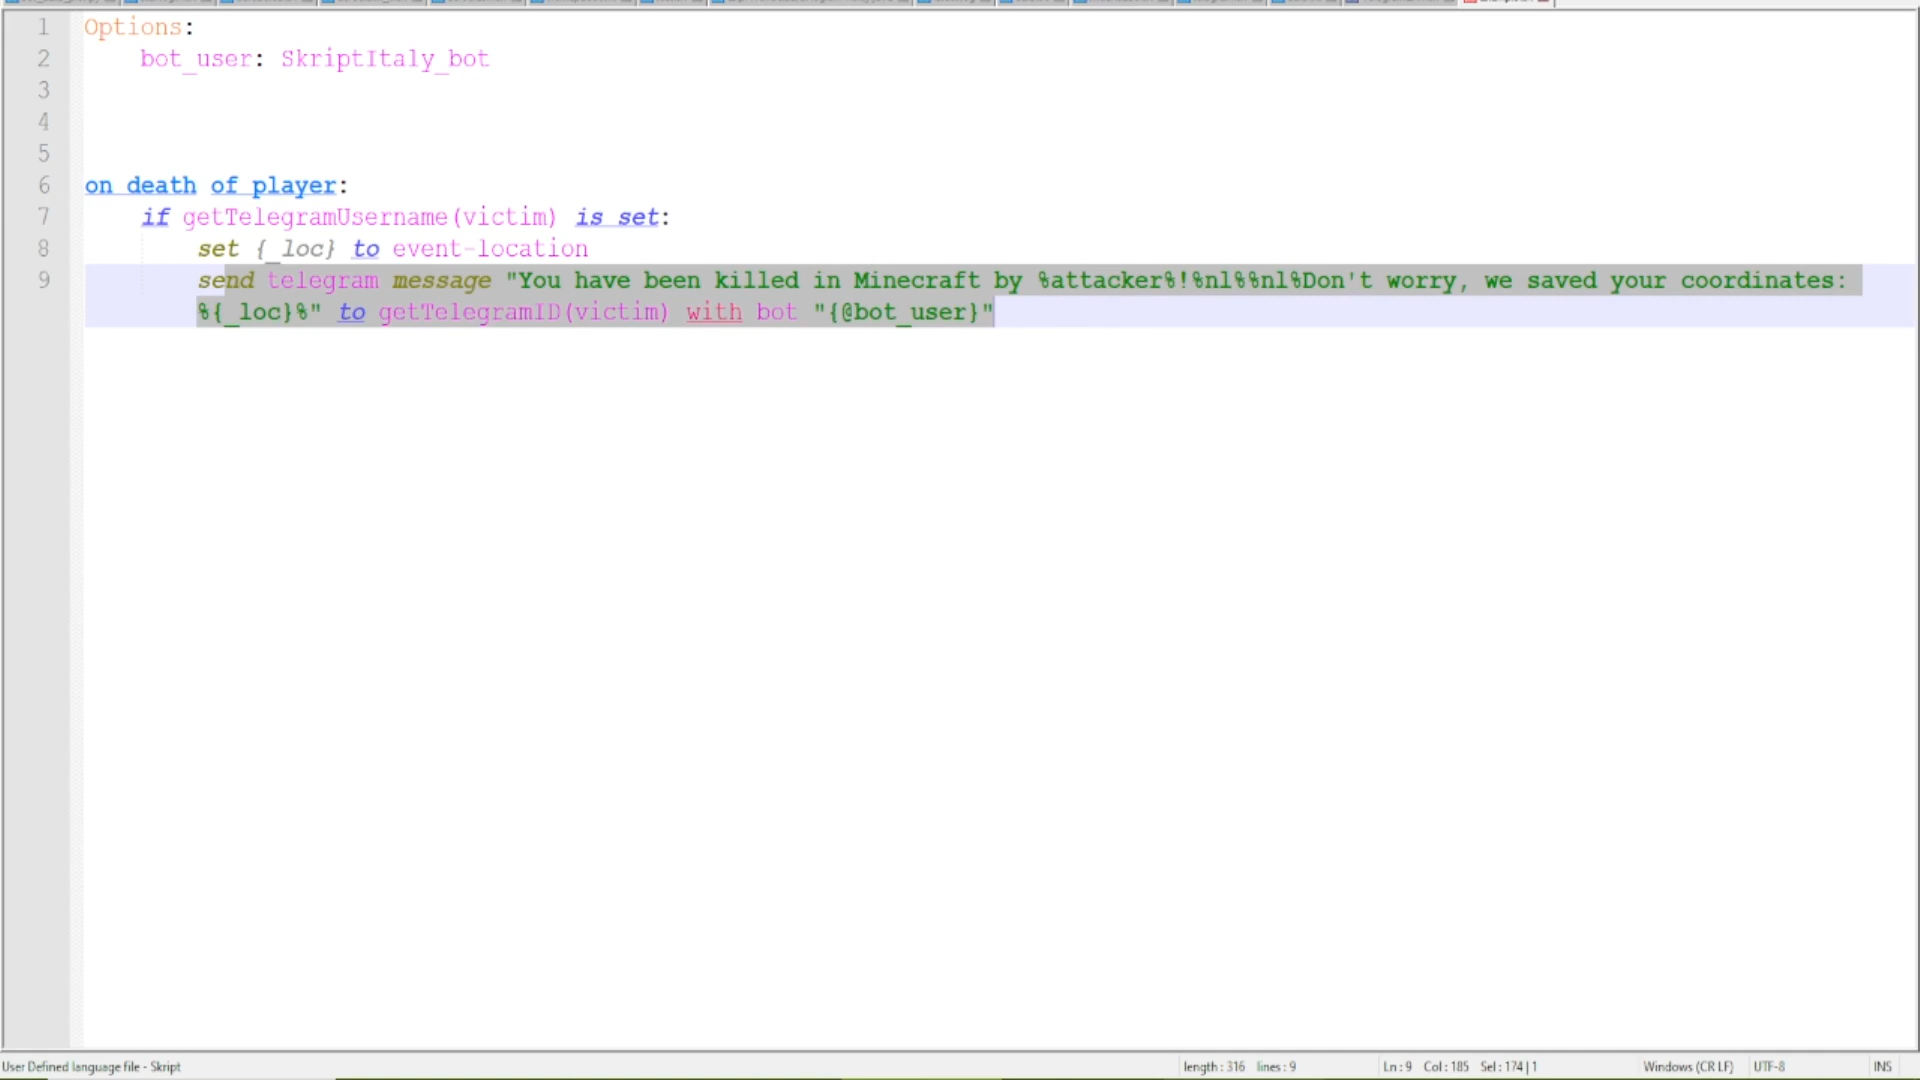 1 Options:
2 bot_user: SkriptItaly_bot
3
4
5
6 on death of player:
7 if getTelegramUsername(victim) is set:
8 set {_loc} to event-location
9 send telegram message "You have been killed in Minecraft by %attacker%!%nl%%nl%Don't worry, we saved your coordinates:
%{_loc}%" to getTelegramID(victim) with bot "{@bot_user}"
User Defined language file - Skript length : 316 lines : 9 Ln : 9 Col : 185 Sel : 174 | 1 Windows (CR LF) UTF-8 INS